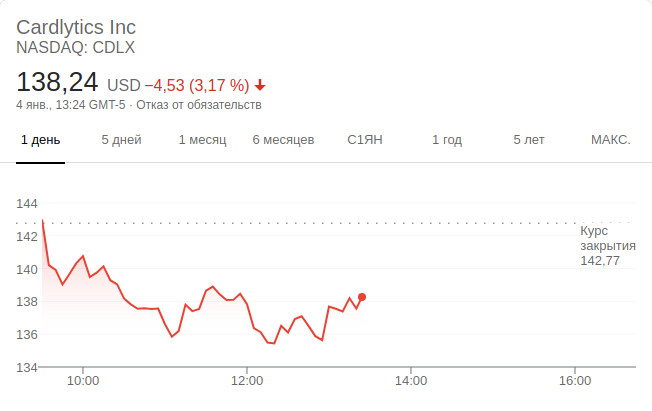 Cardlytics Inc
NASDAQ: CDLX
138,24 USD −4,53 (3,17 %)
4 янв., 13:24 GMT-5 · Отказ от обязательств
1 день 5 дней 1 месяц 6 месяцев С1ЯН 1 год 5 лет МАКС.
144
142
140
138
136
134
Курс
закрытия
142,77
10:00 12:00 14:00 16:00